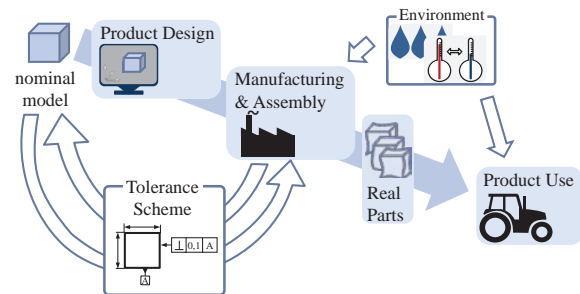 Product Design
Environment
nominal
model
Manufacturing
& Assembly
Tolerance
Scheme
⊥ 0,1 A
A
Real
Parts
Product Use